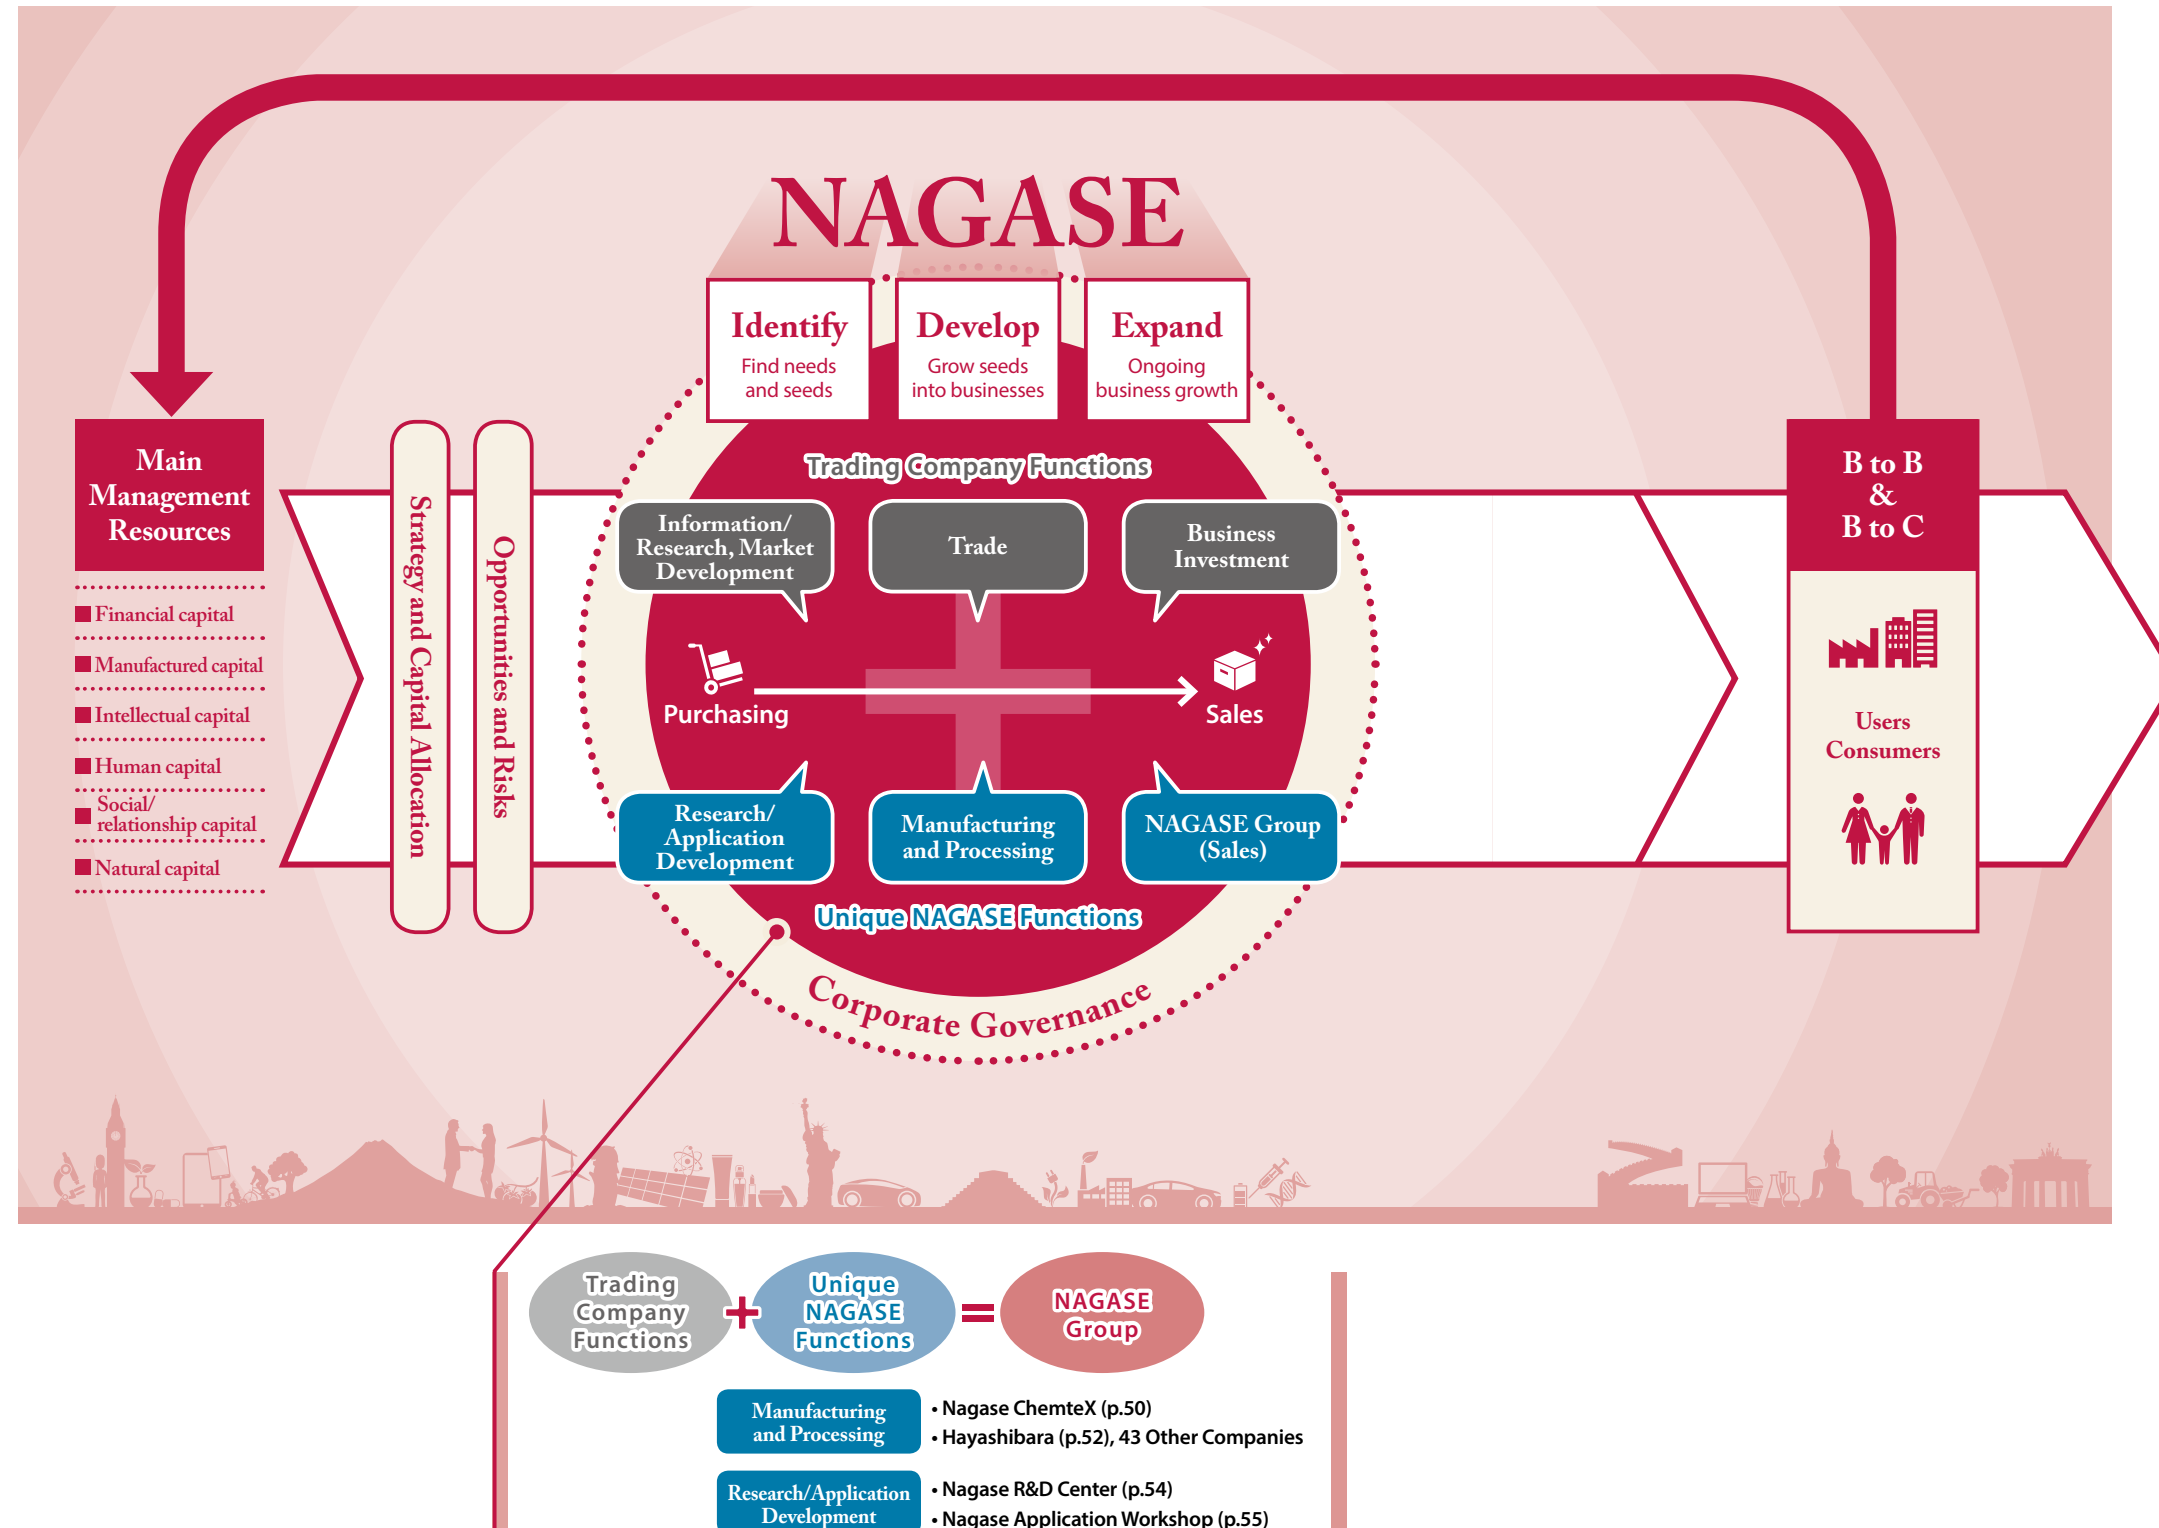 NAGASE
Identify
Find needs
and seeds
Develop
Grow seeds
into businesses
Expand
Ongoing
business growth
Main
Management
Resources
Financial capital
Manufactured capital
Intellectual capital
Human capital
Social/
relationship capital
Natural capital
Strategy and Capital Allocation
Opportunities and Risks
Trading Company Functions
Information/
Research, Market
Development
Trade
Business
Investment
Purchasing
Sales
Research/
Application
Development
Manufacturing
and Processing
NAGASE Group
(Sales)
Unique NAGASE Functions
Corporate Governance
B to B
&
B to C
Users
Consumers
Trading
Company
Functions
+
Unique
NAGASE
Functions
=
NAGASE
Group
Manufacturing
and Processing
• Nagase ChemteX (p.50)
• Hayashibara (p.52), 43 Other Companies
Research/Application
Development
• Nagase R&D Center (p.54)
• Nagase Application Workshop (p.55)